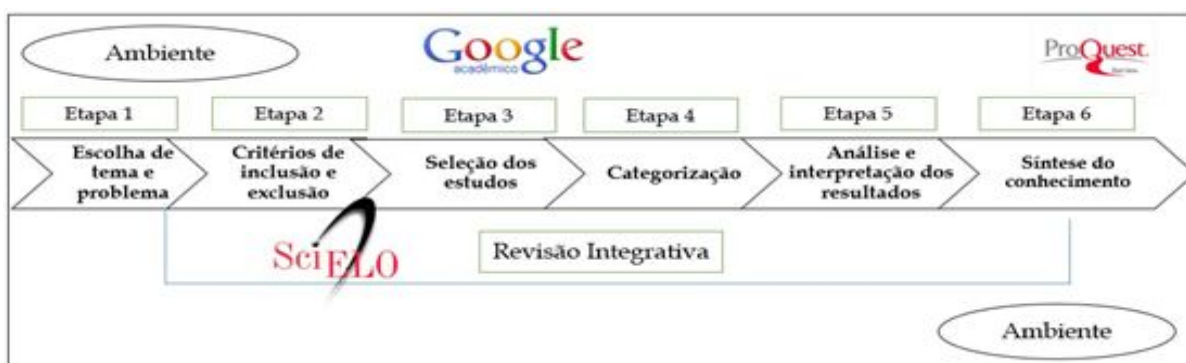 Ambiente
Google
acadêmico
ProQuest
Etapa 1
Etapa 2
Etapa 3
Etapa 4
Etapa 5
Etapa 6
Escolha de
tema e
problema
Critérios de
inclusão e
exclusão
Seleção dos
estudos
Categorização
Análise e
interpretação dos
resultados
Síntese do
conhecimento
SciELO
Revisão Integrativa
Ambiente